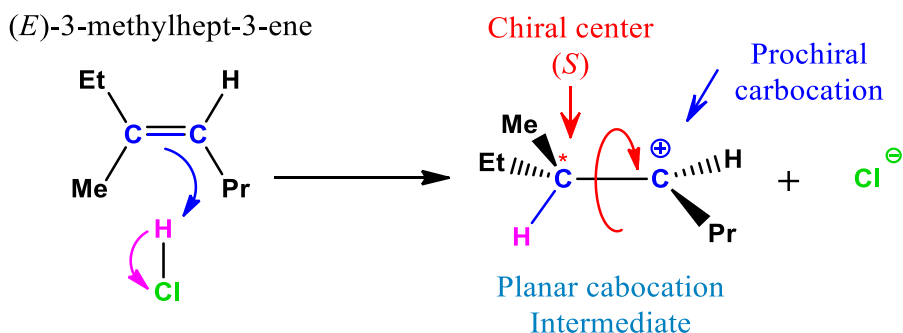 (E)-3-methylhept-3-ene
Et
H
C
C
Me
Pr
H
Cl
Chiral center
(S)
Prochiral
carbocation
Me
Et
*
C
⊕
C
H
H
Pr
+
Cl ⊖
Planar cabocation
Intermediate